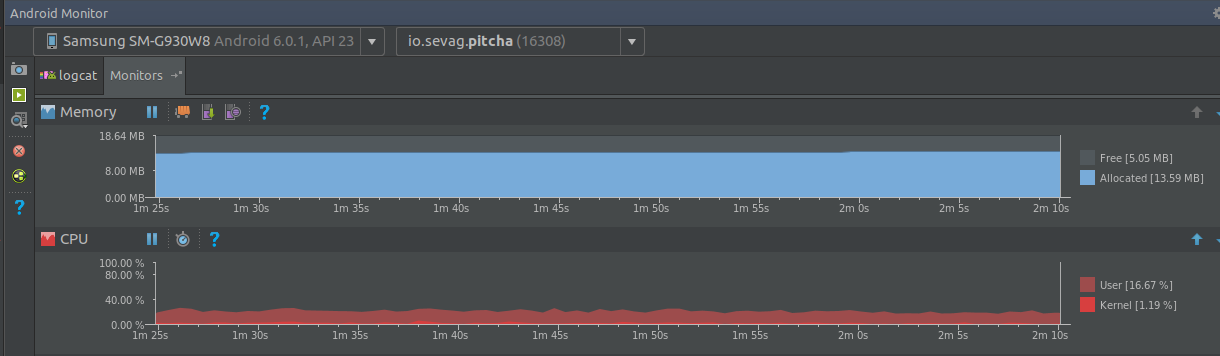 Android Monitor
Samsung SM-G930W8 Android 6.0.1, API 23 io.sevag.pitcha (16308)
logcat Monitors
Memory ?
18.64 MB
8.00 MB
0.00 MB
Free [5.05 MB]
Allocated [13.59 MB]
1m 25s 1m 30s 1m 35s 1m 40s 1m 45s 1m 50s 1m 55s 2m 0s 2m 5s 2m 10s
?
CPU ?
100.00 %
80.00 %
40.00 %
0.00 %
User [16.67 %]
Kernel [1.19 %]
1m 25s 1m 30s 1m 35s 1m 40s 1m 45s 1m 50s 1m 55s 2m 0s 2m 5s 2m 10s